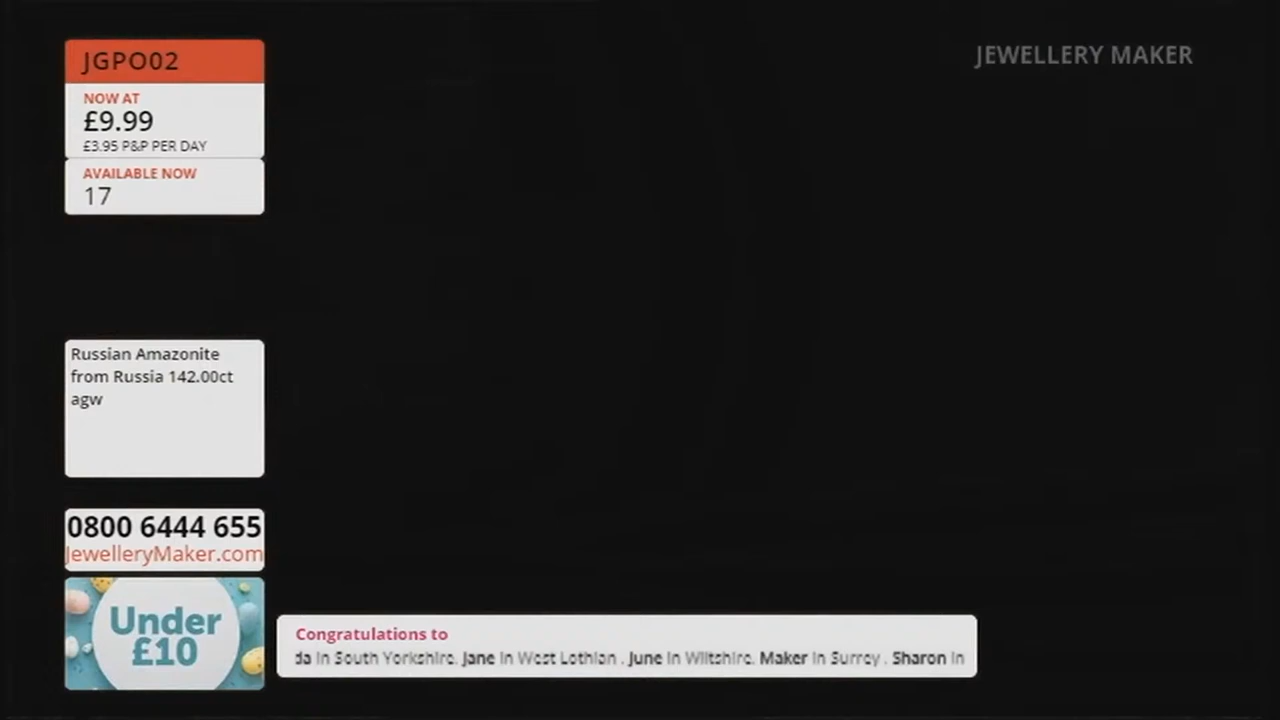 JGPO02
JEWELLERY MAKER
NOW AT
£9.99
£3.95 P&P PER DAY
AVAILABLE NOW
17
Russian Amazonite
from Russia 142.00ct
agw
0800 6444 655
JewelleryMaker.com
Under
£10
Congratulations to
da in South Yorkshire. Jane in West Lothian . June in Wiltshire. Maker in Surrey . Sharon in